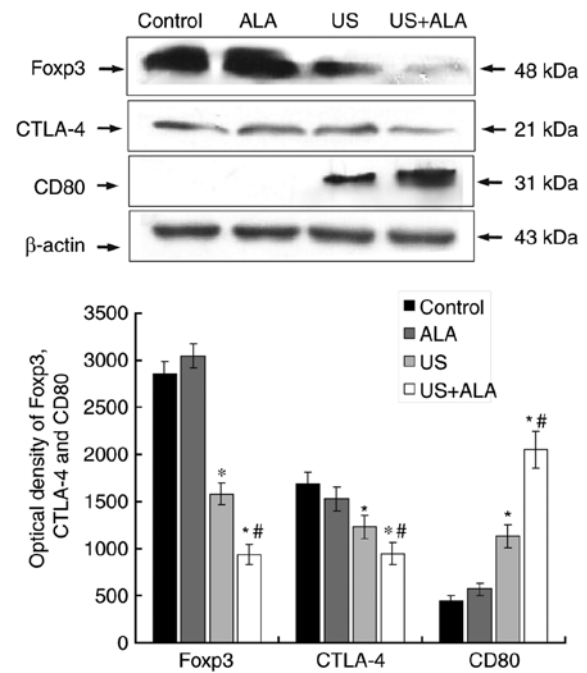 Control ALA US US+ALA
Foxp3 48 kDa
CTLA-4 21 kDa
CD80 31 kDa
β-actin 43 kDa
Optical density of Foxp3,
CTLA-4 and CD80
3500
3000
2500
2000
1500
1000
500
0
Control
ALA
US
US+ALA
*
*#
*
*#
*
*#
Foxp3 CTLA-4 CD80